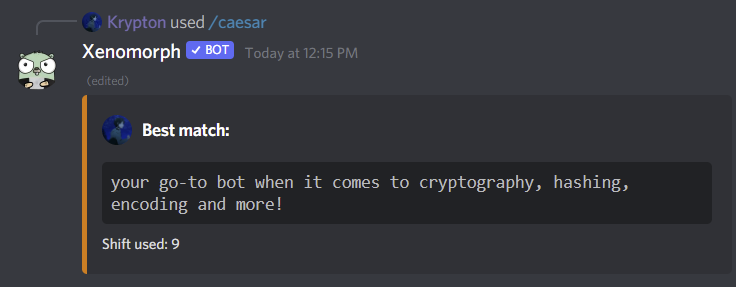 Krypton used /caesar
Xenomorph ✓ BOT Today at 12:15 PM
(edited)
Best match:
your go-to bot when it comes to cryptography, hashing,
encoding and more!
Shift used: 9